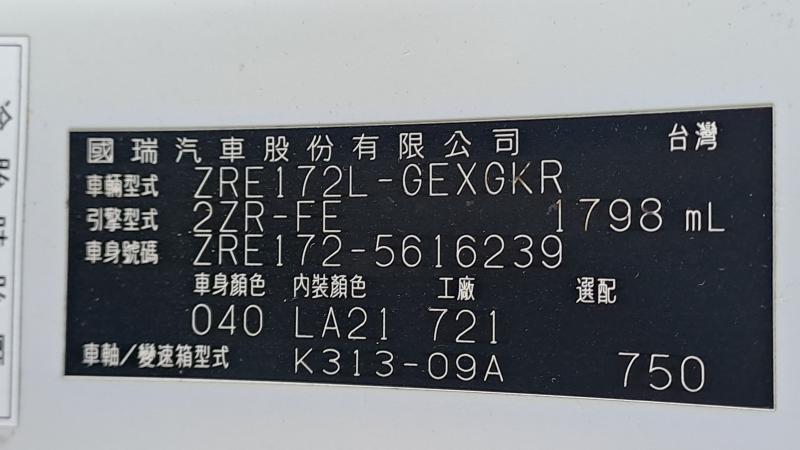 國瑞汽車股份有限公司 台灣
車輛型式 ZRE172L-GEXGKR
引擎型式 2ZR-FE 1798 mL
車身號碼 ZRE172-5616239
車身顏色 內裝顏色 工廠 選配
040 LA21 721
車軸/變速箱型式 K313-09A 750